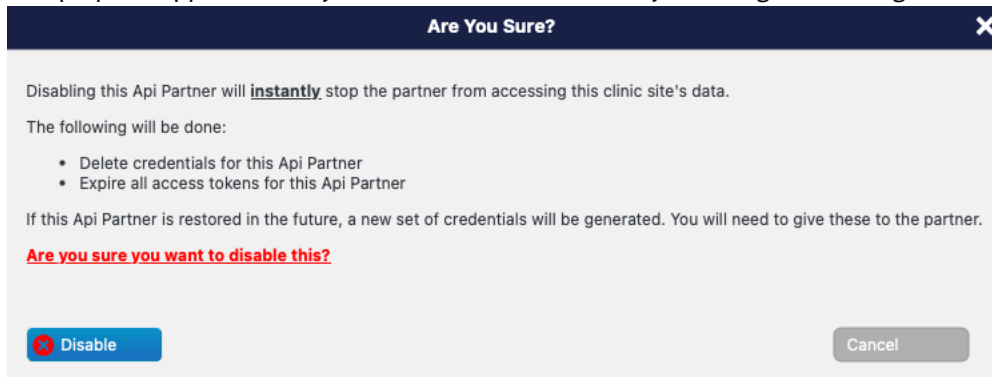 Are You Sure?
Disabling this Api Partner will instantly stop the partner from accessing this clinic site's data.
The following will be done:
• Delete credentials for this Api Partner
• Expire all access tokens for this Api Partner
If this Api Partner is restored in the future, a new set of credentials will be generated. You will need to give these to the partner.
Are you sure you want to disable this?
Disable
Cancel